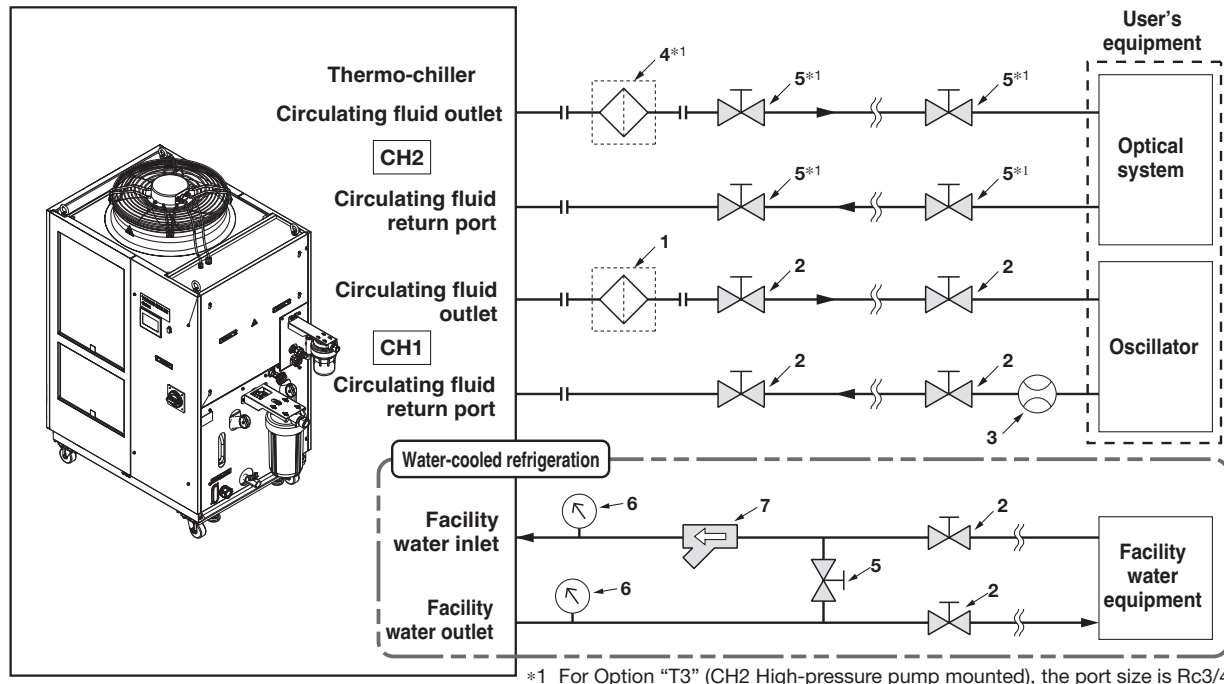 User's
equipment
Thermo-chiller
4*1
5*1
5*1
Circulating fluid outlet
CH2
Optical
system
Circulating fluid
return port
5*1
5*1
Circulating fluid
outlet
1
2
2
CH1
Oscillator
Circulating fluid
return port
2
2
3
Water-cooled refrigeration
Facility
water inlet
6
7
2
Facility
water
equipment
5
Facility
water outlet
6
2
*1 For Option “T3” (CH2 High-pressure pump mounted), the port size is Rc3/4